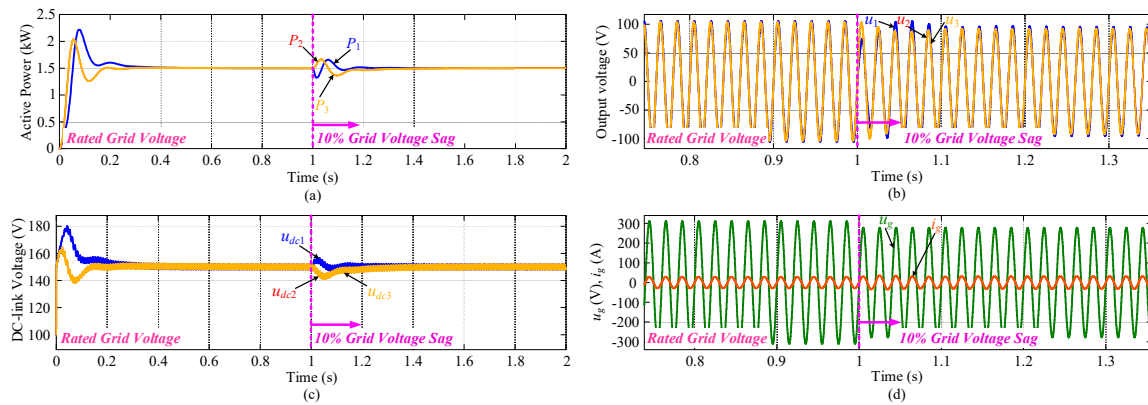 Active Power (kW)
2.5
2
1.5
1
0.5
0
P2
P1
P3
Rated Grid Voltage
10% Grid Voltage Sag
0 0.2 0.4 0.6 0.8 1 1.2 1.4 1.6 1.8 2
Time (s)
(a)
Output voltage (V)
100
50
0
-50
-100
u1
u2
u3
Rated Grid Voltage
10% Grid Voltage Sag
0.8 0.9 1 1.1 1.2 1.3
Time (s)
(b)
DC-link Voltage (V)
180
160
140
120
100
udc1
udc2
udc3
Rated Grid Voltage
10% Grid Voltage Sag
0 0.2 0.4 0.6 0.8 1 1.2 1.4 1.6 1.8 2
Time (s)
(c)
ug (V), ig (A)
300
200
100
0
-100
-200
-300
ug
ig
Rated Grid Voltage
10% Grid Voltage Sag
0.8 0.9 1 1.1 1.2 1.3
Time (s)
(d)